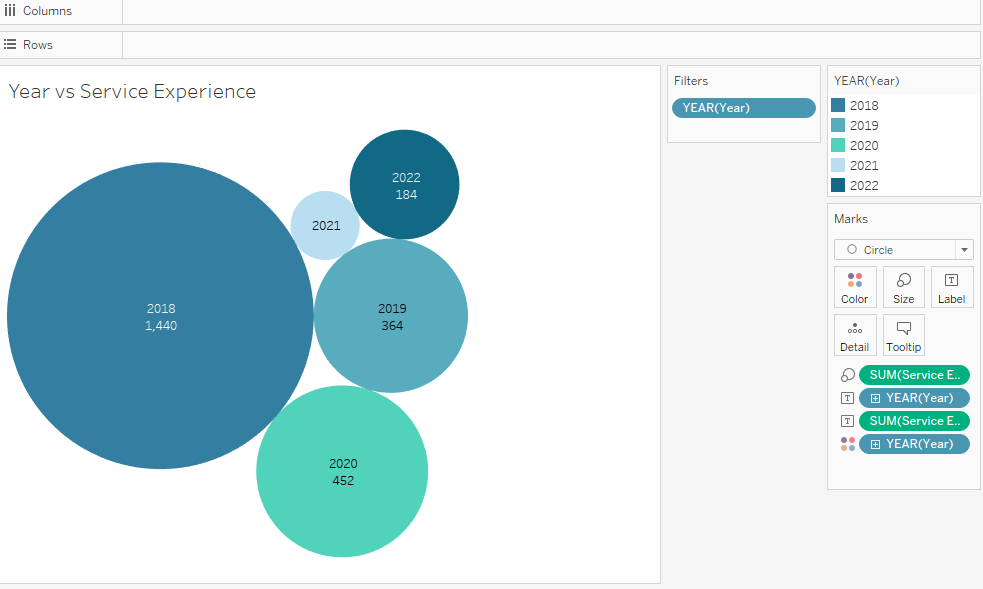 Columns
Rows
Year vs Service Experience
2018
1,440
2021
2022
184
2019
364
2020
452
Filters
YEAR(Year)
YEAR(Year)
2018
2019
2020
2021
2022
Marks
Circle
Color
Size
Label
Detail
Tooltip
SUM(Service E..
YEAR(Year)
SUM(Service E..
YEAR(Year)